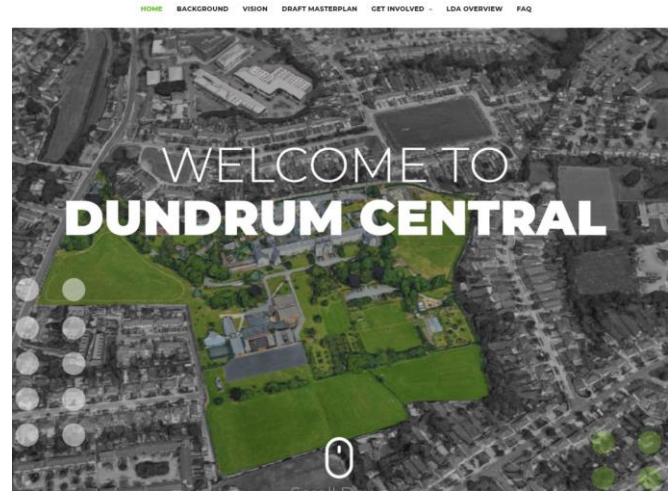 HOME BACKGROUND VISION DRAFT MASTERPLAN GET INVOLVED LDA OVERVIEW FAQ
WELCOME TO
DUNDRUM CENTRAL